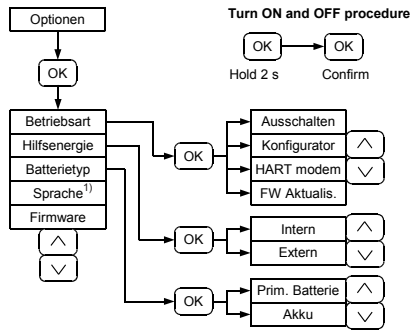 Optionen
OK
Turn ON and OFF procedure
OK
OK
Hold 2 s
Confirm
Betriebsart
Hilfsenergie
Batterietyp
Sprache1)
Firmware
OK
Ausschalten
Konfigurator
HART modem
FW Aktualis.
OK
Intern
Extern
OK
Prim. Batterie
Akku